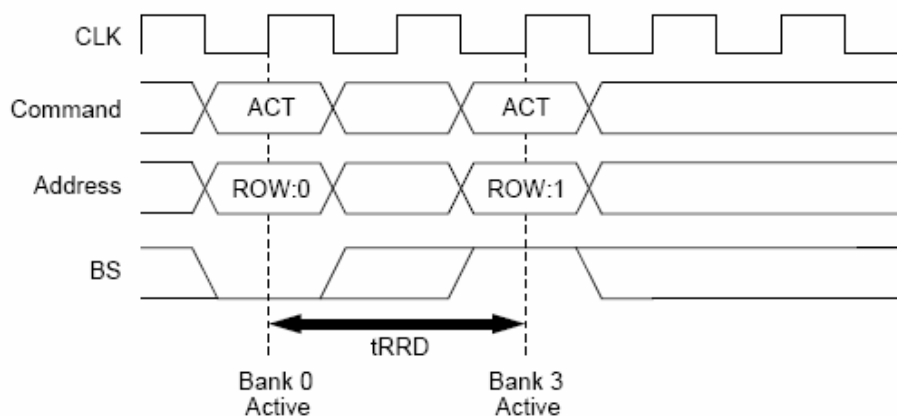 CLK
Command
ACT
ACT
Address
ROW:0
ROW:1
BS
tRRD
Bank 0
Active
Bank 3
Active